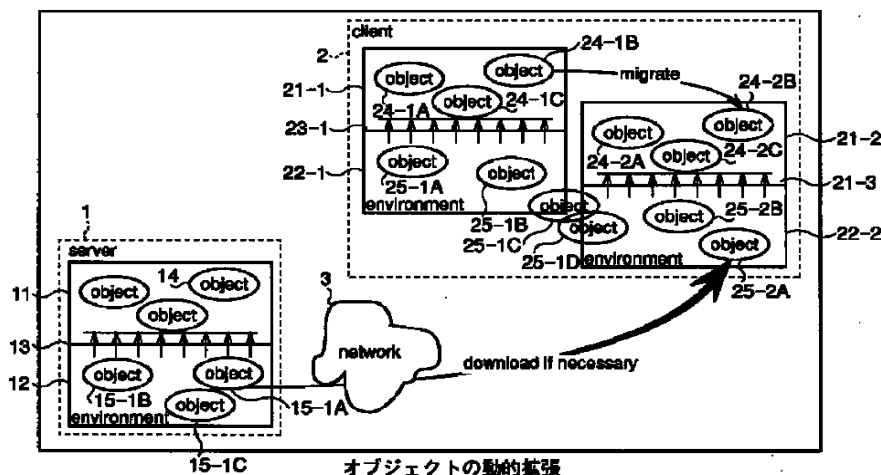 client
2
24-1B
object
object
migrate
24-2B
21-1
object
24-1A
24-1C
object
23-1
object
21-2
24-2A
object
24-2C
22-1
object
25-1A
object
21-3
environment
25-1B
object
object
25-2B
25-1C
object
22-2
25-1D
environment
object
25-2A
1
server
14
object
object
11
object
3
13
network
download if necessary
12
object
object
15-1B
environment
object
15-1A
15-1C
オブジェクトの動的拡張